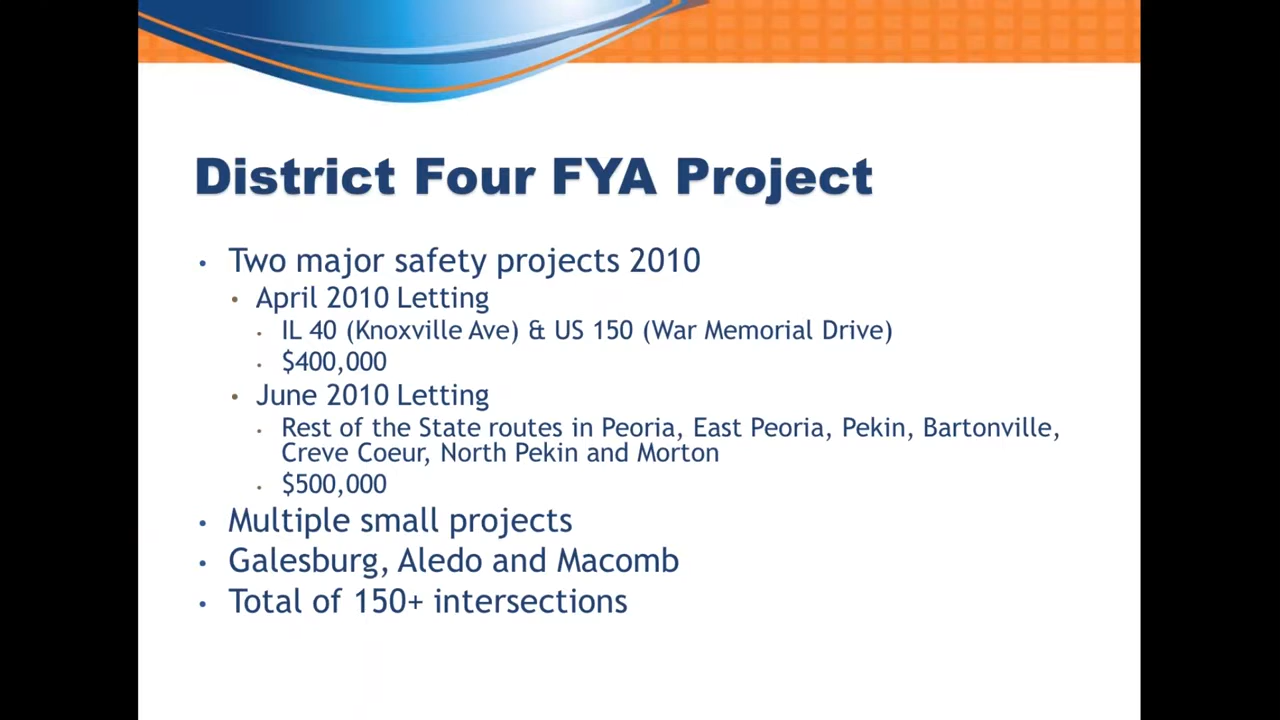 District Four FYA Project
• Two major safety projects 2010
• April 2010 Letting
• IL 40 (Knoxville Ave) & US 150 (War Memorial Drive)
• $400,000
• June 2010 Letting
• Rest of the State routes in Peoria, East Peoria, Pekin, Bartonville,
Creve Coeur, North Pekin and Morton
• $500,000
• Multiple small projects
• Galesburg, Aledo and Macomb
• Total of 150+ intersections